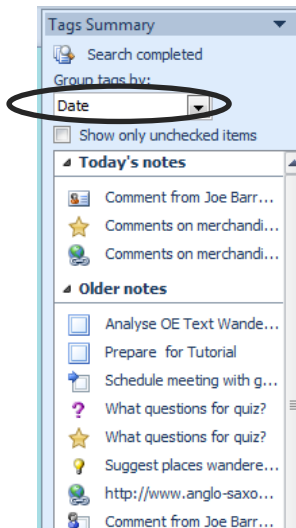 Tags Summary
Search completed
Group tags by:
Date
Show only unchecked items
Today's notes
Comment from Joe Barr...
Comments on merchandi...
Comments on merchandi...
Older notes
Analyse OE Text Wande...
Prepare for Tutorial
Schedule meeting with g...
What questions for quiz?
What questions for quiz?
Suggest places wandere...
http://www.anglo-saxo...
Comment from Joe Barr...